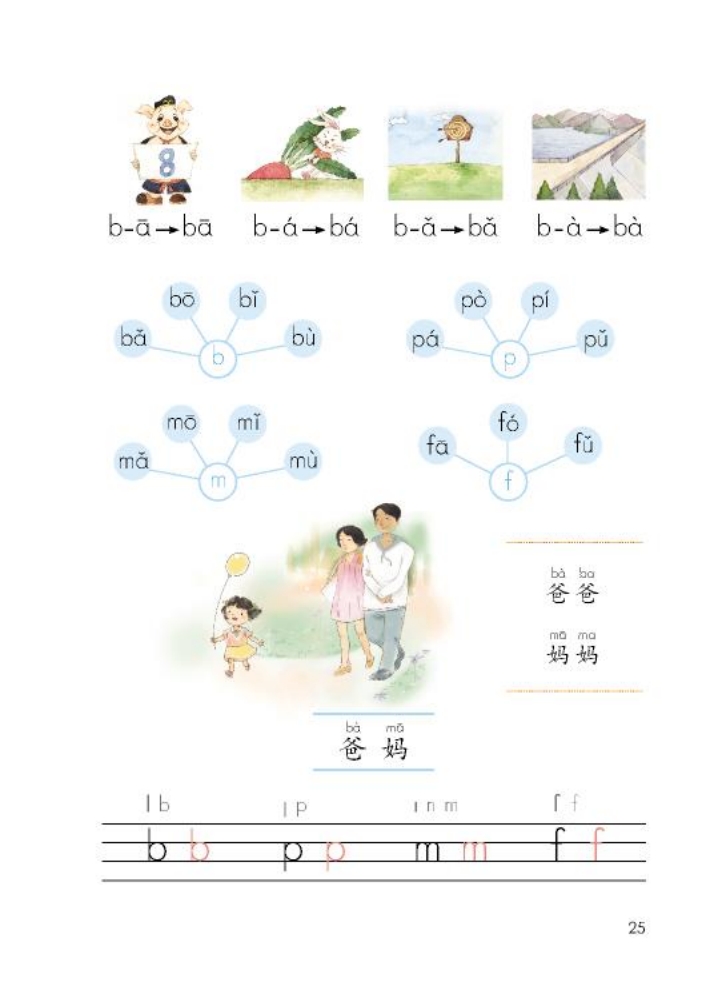 8
b-ā→bā b-á→bá b-ǎ→bǎ b-à→bà
bǎ bō bǐ bù b
pá pò pí pǔ p
mǎ mō mǐ mù m
fā fó fǔ f
bà ba
爸爸
mā ma
妈妈
bà mā
爸 妈
l b ɩ p ı n m f f
b b p p m m f f
25